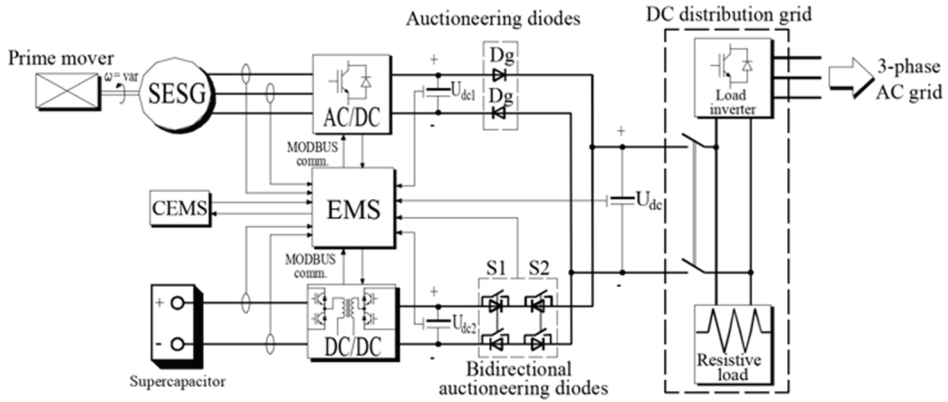 Auctioneering diodes
DC distribution grid
Prime mover
ω= var
SESG
AC/DC
+
Udc1
-
Dg
Dg
Load
inverter
3-phase
AC grid
MODBUS
comm.
CEMS
EMS
+
Udc
-
MODBUS
comm.
S1 S2
+
-
DC/DC
+
Udc2
-
Supercapacitor
Bidirectional
auctioneering diodes
Resistive
load